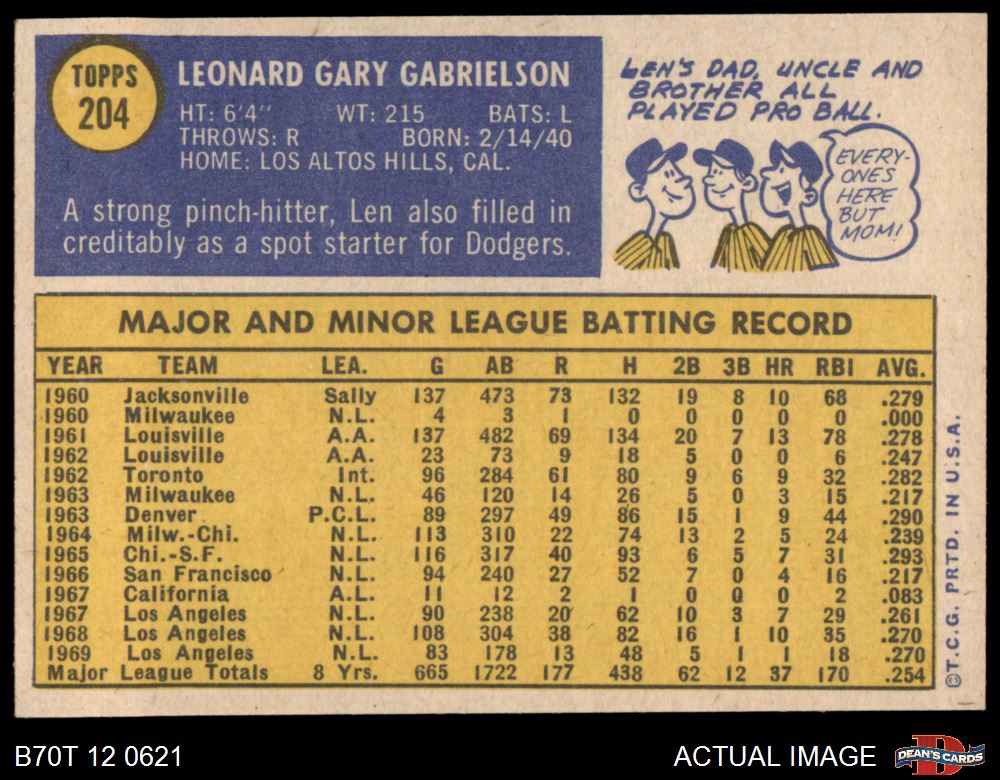 TOPPS
204
LEONARD GARY GABRIELSON
HT: 6'4" WT: 215 BATS: L
THROWS: R BORN: 2/14/40
HOME: LOS ALTOS HILLS, CAL.
A strong pinch-hitter, Len also filled in
creditably as a spot starter for Dodgers.
LEN'S DAD, UNCLE AND
BROTHER ALL
PLAYED PRO BALL.
EVERY-
ONES
HERE
BUT
MOM!
MAJOR AND MINOR LEAGUE BATTING RECORD
YEAR TEAM LEA. G AB R H 2B 3B HR RBI AVG.
1960 Jacksonville Sally 137 473 73 132 19 8 10 68 .279
1960 Milwaukee N.L. 4 3 1 0 0 0 0 0 .000
1961 Louisville A.A. 137 482 69 134 20 7 13 78 .278
1962 Louisville A.A. 23 73 9 18 5 0 0 6 .247
1962 Toronto Int. 96 284 61 80 9 6 9 32 .282
1963 Milwaukee N.L. 46 120 14 26 5 0 3 15 .217
1963 Denver P.C.L. 89 297 49 86 15 1 9 44 .290
1964 Milw.-Chi. N.L. 113 310 22 74 13 2 5 24 .239
1965 Chi.-S.F. N.L. 116 317 40 93 6 5 7 31 .293
1966 San Francisco N.L. 94 240 27 52 7 0 4 16 .217
1967 California A.L. 11 12 2 1 0 0 0 2 .083
1967 Los Angeles N.L. 90 238 20 62 10 3 7 29 .261
1968 Los Angeles N.L. 108 304 38 82 16 1 10 35 .270
1969 Los Angeles N.L. 83 178 13 48 5 1 1 18 .270
Major League Totals 8 Yrs. 665 1722 177 438 62 12 37 170 .254
©T.C.G. PRTD. IN U.S.A.
B70T 12 0621
ACTUAL IMAGE
DEAN'S CARDS